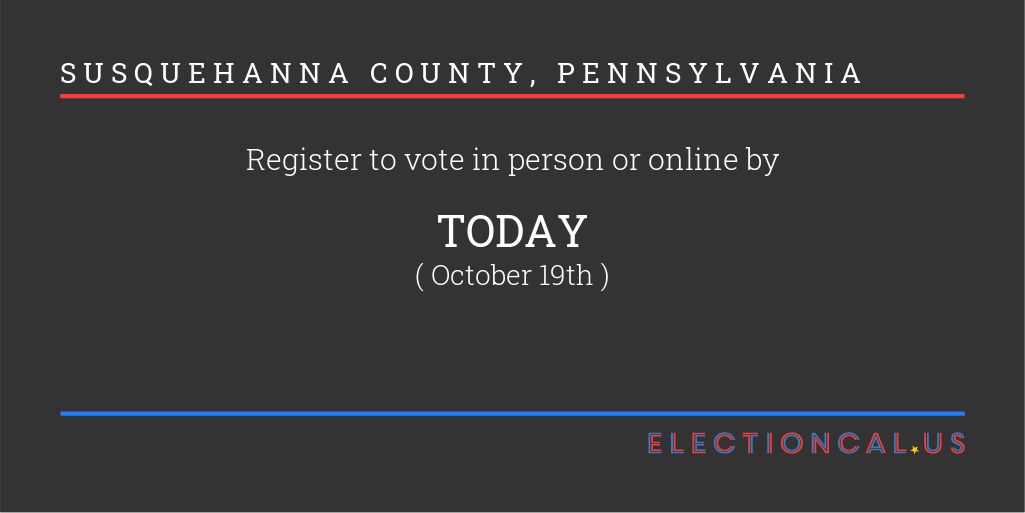 SUSQUEHANNA COUNTY, PENNSYLVANIA
Register to vote in person or online by
TODAY
( October 19th )
ELECTIONCAL.US